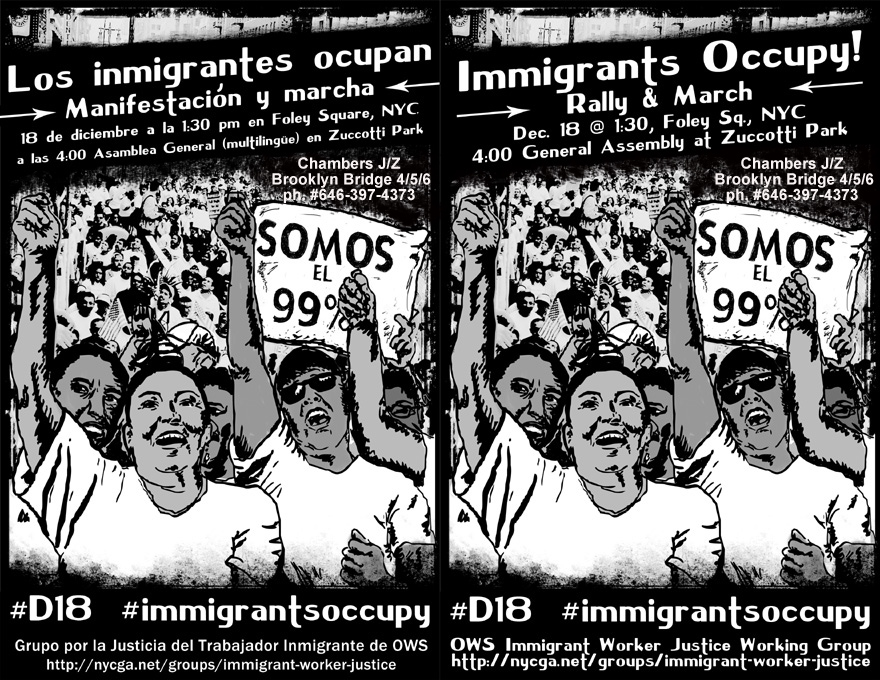 Los inmigrantes ocupan
Manifestación y marcha
18 de diciembre a la 1:30 pm en Foley Square, NYC
a las 4:00 Asamblea General (multilingüe) en Zuccotti Park
Chambers J/Z
Brooklyn Bridge 4/5/6
ph. #646-397-4373
SOMOS
EL
99%
#D18 #immigrantsoccupy
Grupo por la Justicia del Trabajador Inmigrante de OWS
http://nycga.net/groups/immigrant-worker-justice
Immigrants Occupy!
Rally & March
Dec. 18 @ 1:30, Foley Sq., NYC
4:00 General Assembly at Zuccotti Park
Chambers J/Z
Brooklyn Bridge 4/5/6
ph. #646-397-4373
SOMOS
EL
99%
#D18 #immigrantsoccupy
OWS Immigrant Worker Justice Working Group
http://nycga.net/groups/immigrant-worker-justice